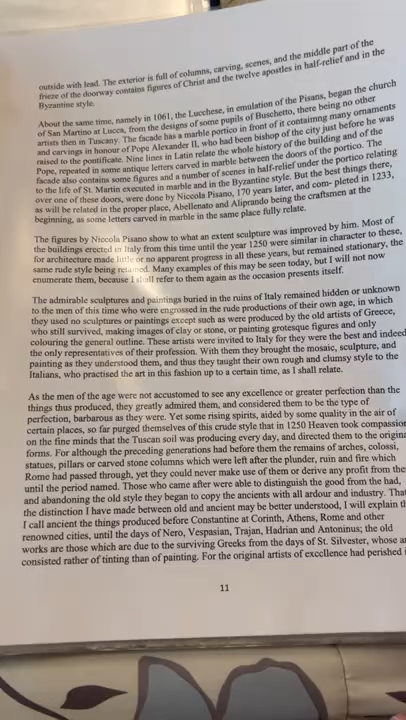 outside with lead. The exterior is full of columns, carving, scenes, and the middle part of the
frieze of the doorway contains figures of Christ and the twelve apostles in half-relief and in the
Byzantine style.
About the same time, namely in 1061, the Lucchese, in emulation of the Pisans, began the church
of San Martino at Lucca, from the designs of some pupils of Buschetto, there being no other
artists then in Tuscany. The facade has a marble portico in front of it containing many ornaments
and carvings in honour of Pope Alexander II, who had been bishop of the city just before he was
raised to the pontificate. Nine lines in Latin relate the whole history of the building and of the
Pope, repeated in some antique letters carved in marble between the doors of the portico. The
facade also contains some figures and a number of scenes in half-relief under the portico relating
to the life of St. Martin executed in marble and in the Byzantine style. But the best things there,
over one of these doors, were done by Niccola Pisano, 170 years later, and com- pleted in 1233,
as will be related in the proper place, Abellenato and Aliprando being the craftsmen at the
beginning, as some letters carved in marble in the same place fully relate.
The figures by Niccola Pisano show to what an extent sculpture was improved by him. Most of
the buildings erected in Italy from this time until the year 1250 were similar in character to these,
for architecture made little or no apparent progress in all these years, but remained stationary, the
same rude style being retained. Many examples of this may be seen today, but I will not now
enumerate them, because I shall refer to them again as the occasion presents itself.
The admirable sculptures and paintings buried in the ruins of Italy remained hidden or unknown
to the men of this time who were engrossed in the rude productions of their own age, in which
they used no sculptures or paintings except such as were produced by the old artists of Greece,
who still survived, making images of clay or stone, or painting grotesque figures and only
colouring the general outline. These artists were invited to Italy for they were the best and indeed
the only representatives of their profession. With them they brought the mosaic, sculpture, and
painting as they understood them, and thus they taught their own rough and clumsy style to the
Italians, who practised the art in this fashion up to a certain time, as I shall relate.
As the men of the age were not accustomed to see any excellence or greater perfection than the
things thus produced, they greatly admired them, and considered them to be the type of
perfection, barbarous as they were. Yet some rising spirits, aided by some quality in the air of
certain places, so far purged themselves of this crude style that in 1250 Heaven took compassion
on the fine minds that the Tuscan soil was producing every day, and directed them to the origina
forms. For although the preceding generations had before them the remains of arches, colossi,
statues, pillars or carved stone columns which were left after the plunder, ruin and fire which
Rome had passed through, yet they could never make use of them or derive any profit from the
until the period named. Those who came after were able to distinguish the good from the bad,
and abandoning the old style they began to copy the ancients with all ardour and industry. That
the distinction I have made between old and ancient may be better understood, I will explain th
I call ancient the things produced before Constantine at Corinth, Athens, Rome and other
renowned cities, until the days of Nero, Vespasian, Trajan, Hadrian and Antoninus; the old
works are those which are due to the surviving Greeks from the days of St. Silvester, whose a
consisted rather of tinting than of painting. For the original artists of excellence had perished i
11